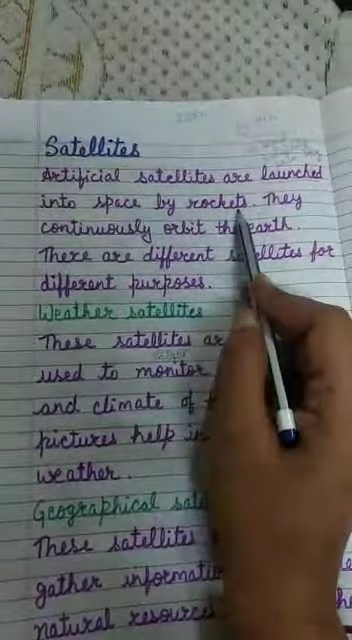 Satellites
Artificial satellites are launched
into space by rockets. They
continuously orbit the earth.
There are different satellites for
different purposes.
Weather satellites
These satellites
used to monitor
and climate of
pictures help in
weather.
Geographical
These satellites
gather
natural resources